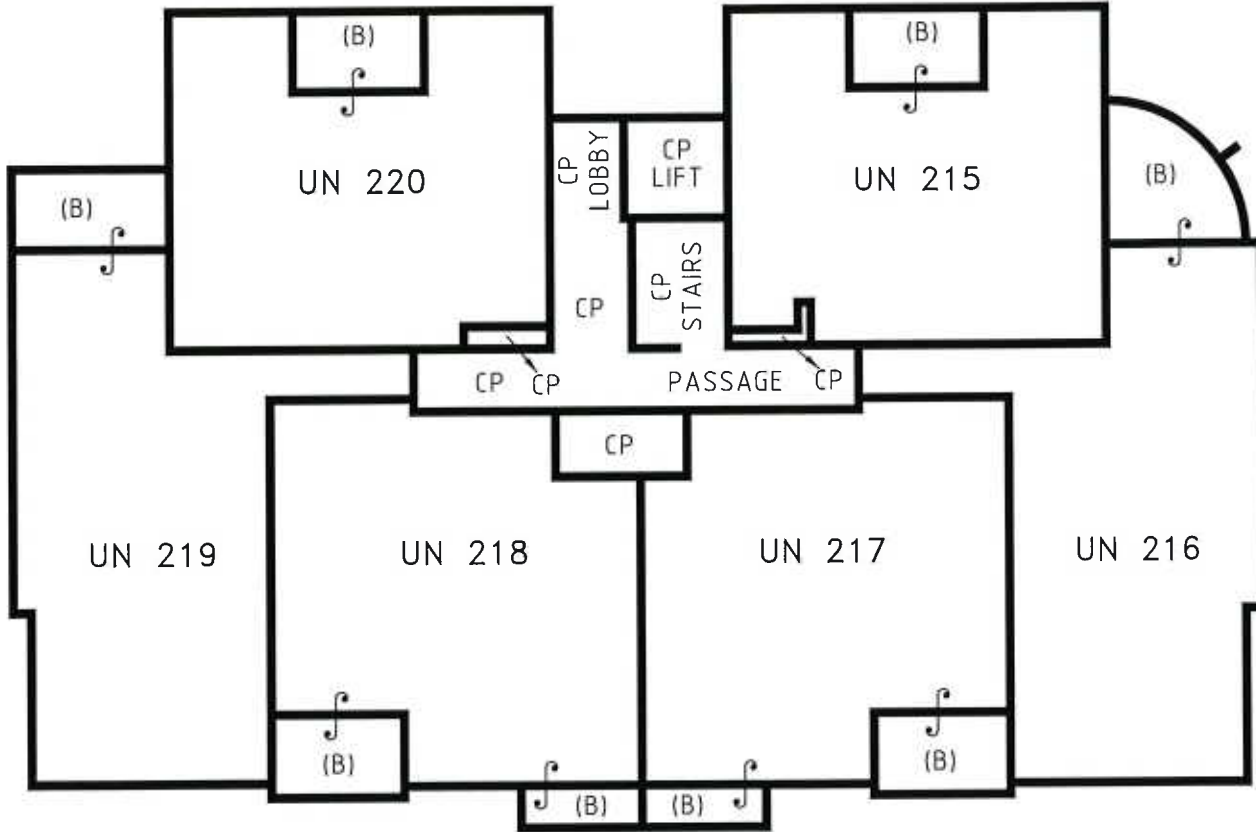 (B)
(B)
UN 220
CP
LOBBY
CP
LIFT
UN 215
(B)
(B)
CP
STAIRS
CP
CP
CP
PASSAGE
CP
CP
UN 219
UN 218
UN 217
UN 216
(B)
(B)
(B)
(B)